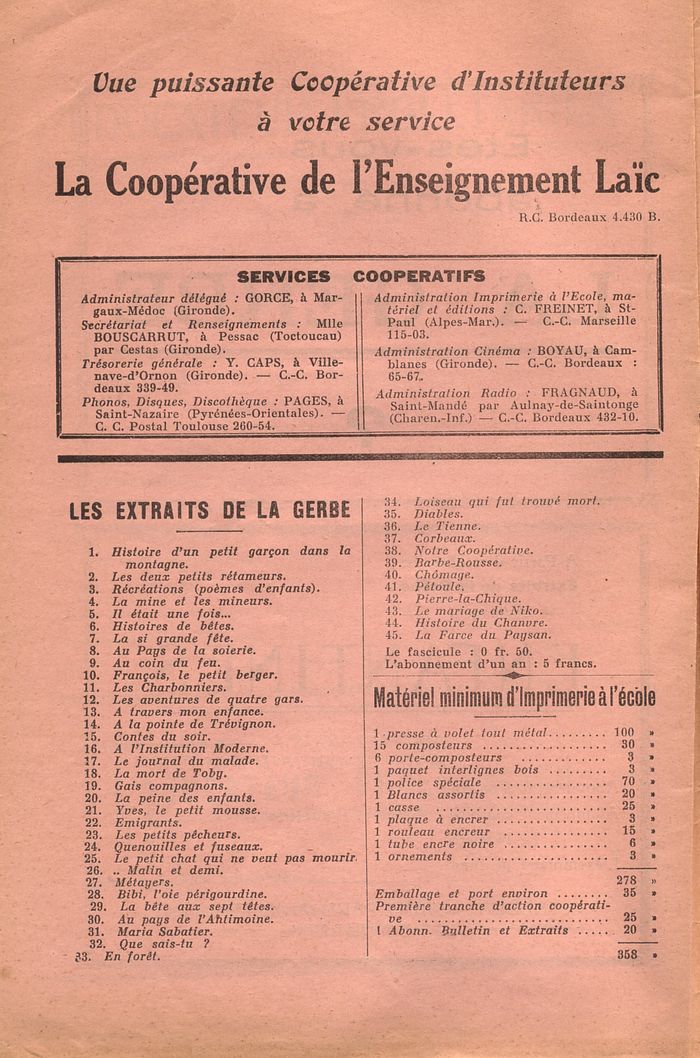 Une puissante Coopérative d'Instituteurs
à votre service
La Coopérative de l'Enseignement Laïc
R.C. Bordeaux 4.430 B.
SERVICES COOPERATIFS
Administrateur délégué : GORCE, à Mar-
gaux-Médoc (Gironde).
Secrétariat et Renseignements : Mlle
BOUSCARRUT, à Pessac (Toctoucau)
par Cestas (Gironde).
Trésorerie générale : Y. CAPS, à Ville-
nave-d'Ornon (Gironde). — C.-C. Bor-
deaux 339-49.
Phonos, Disques, Discothèque : PAGES, à
Saint-Nazaire (Pyrénées-Orientales). —
C. C. Postal Toulouse 260-54.
Administration Imprimerie à l'Ecole, ma-
tériel et éditions : C. FREINET, à St-
Paul (Alpes-Mar.). — C.-C. Marseille
115-03.
Administration Cinéma : BOYAU, à Cam-
blanes (Gironde). — C.-C. Bordeaux :
65-67.
Administration Radio : FRAGNAUD, à
Saint-Mandé par Aulnay-de-Saintonge
(Charen.-Inf.) — C.-C. Bordeaux 432-10.
LES EXTRAITS DE LA GERBE
1. Histoire d'un petit garçon dans la
montagne.
2. Les deux petits rétameurs.
3. Récréations (poèmes d'enfants).
4. La mine et les mineurs.
5. Il était une fois...
6. Histoires de bêtes.
7. La si grande fête.
8. Au Pays de la soierie.
9. Au coin du feu.
10. François, le petit berger.
11. Les Charbonniers.
12. Les aventures de quatre gars.
13. A travers mon enfance.
14. A la pointe de Trévignon.
15. Contes du soir.
16. A l'Institution Moderne.
17. Le journal du malade.
18. La mort de Toby.
19. Gais compagnons.
20. La peine des enfants.
21. Yves, le petit mousse.
22. Emigrants.
23. Les petits pêcheurs.
24. Quenouilles et fuseaux.
25. Le petit chat qui ne veut pas mourir
26. .. Malin et demi.
27. Métayers.
28. Bibi, l'oie périgourdine.
29. La bête aux sept têtes.
30. Au pays de l'Antimoine.
31. Maria Sabatier.
32. Que sais-tu ?
33. En forêt.
34. Loiseau qui fut trouvé mort.
35. Diables.
36. Le Tienne.
37. Corbeaux.
38. Notre Coopérative.
39. Barbe-Rousse.
40. Chômage.
41. Pétoule.
42. Pierre-la-Chique.
43. Le mariage de Niko.
44. Histoire du Chanvre.
45. La Farce du Paysan.
Le fascicule : 0 fr. 50.
L'abonnement d'un an : 5 francs.
Matériel minimum d'Imprimerie à l'école
1 presse à volet tout métal......... 100 »
15 composteurs .................. 30 »
6 porte-composteurs ............ 3 »
1 paquet interlignes bois ......... 3 »
1 police spéciale ................ 70 »
1 Blancs assortis ................ 20 »
1 casse ........................ 25 »
1 plaque à encrer ................ 3 »
1 rouleau encreur ................ 15 »
1 tube encre noire ................ 6 »
1 ornements .................... 3 »
278 »
Emballage et port environ ........ 35 »
Première tranche d'action coopérati-
ve ........................ 25 »
1 Abonn. Bulletin et Extraits ..... 20 »
358 »